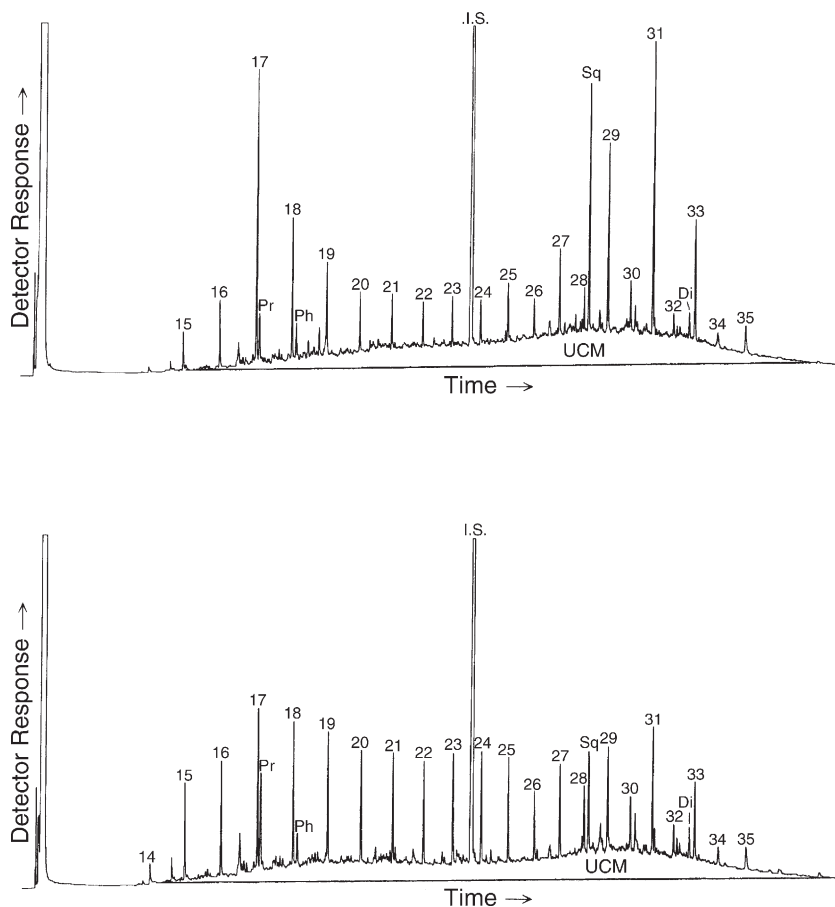 .I.S.
31
17
Sq
29
33
18
27
19
25
30
20
21
22
23
24
26
28
32
Di
16
Pr
Ph
15
34
35
UCM
Detector Response →
Time →
I.S.
17
18
19
31
Sq
29
20
21
22
23
24
25
27
33
16
Pr
28
26
30
15
Ph
32
Di
14
34
35
UCM
Detector Response →
Time →